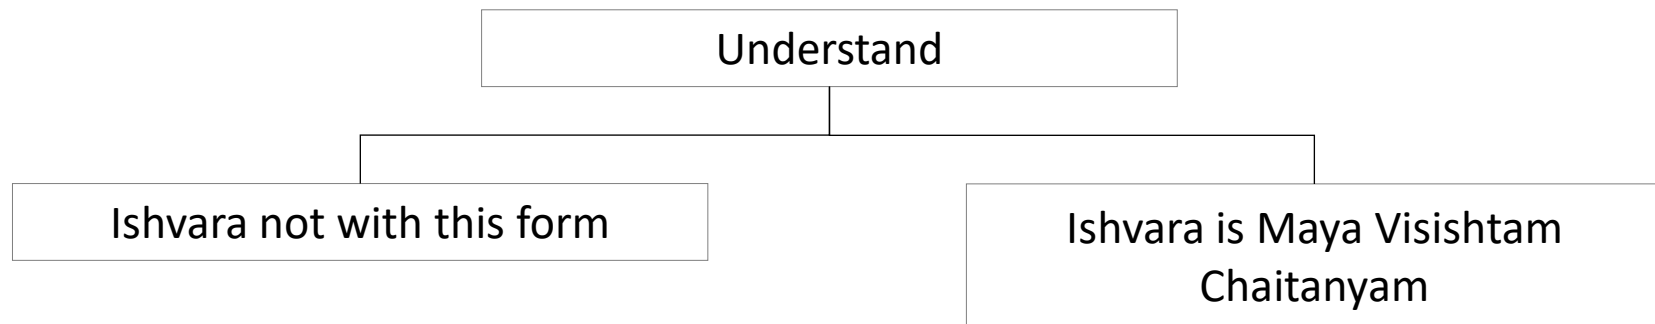 Understand
Ishvara not with this form
Ishvara is Maya Visishtam
Chaitanyam